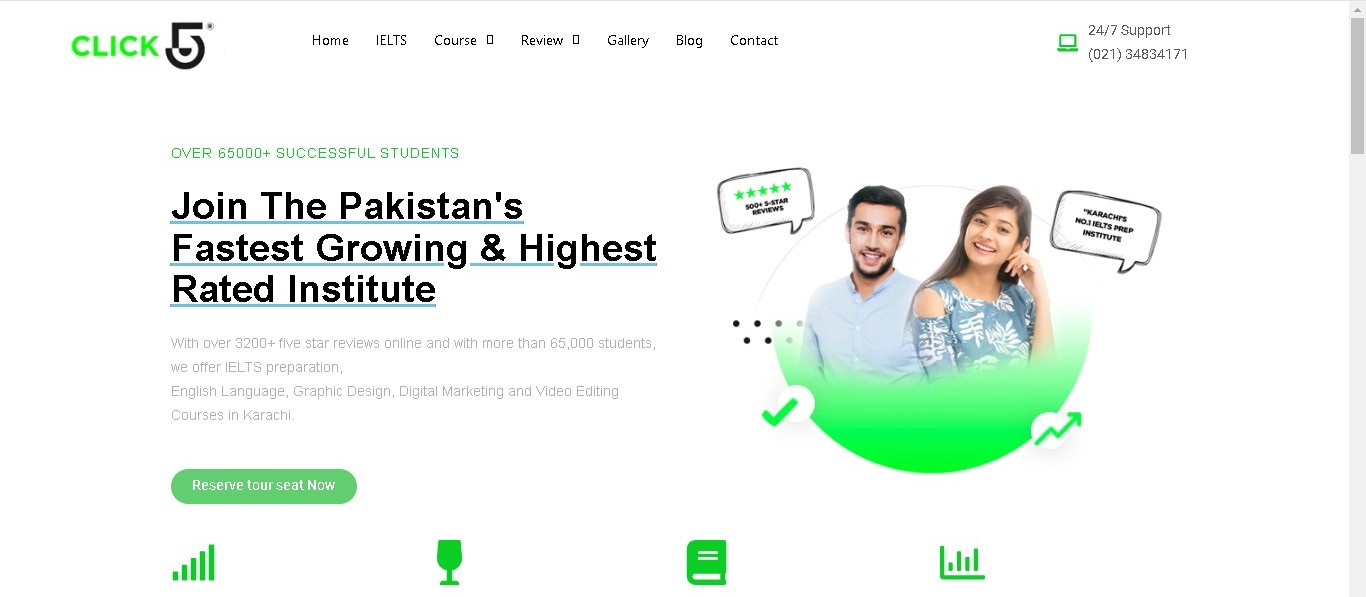 CLICK 5®
Home IELTS Course Review Gallery Blog Contact
24/7 Support
(021) 34834171
OVER 65000+ SUCCESSFUL STUDENTS
Join The Pakistan's
Fastest Growing & Highest
Rated Institute
With over 3200+ five star reviews online and with more than 65,000 students,
we offer IELTS preparation,
English Language, Graphic Design, Digital Marketing and Video Editing
Courses in Karachi.
Reserve tour seat Now
500+ 5-STAR
REVIEWS
"KARACHI'S
NO.1 IELTS PREP
INSTITUTE